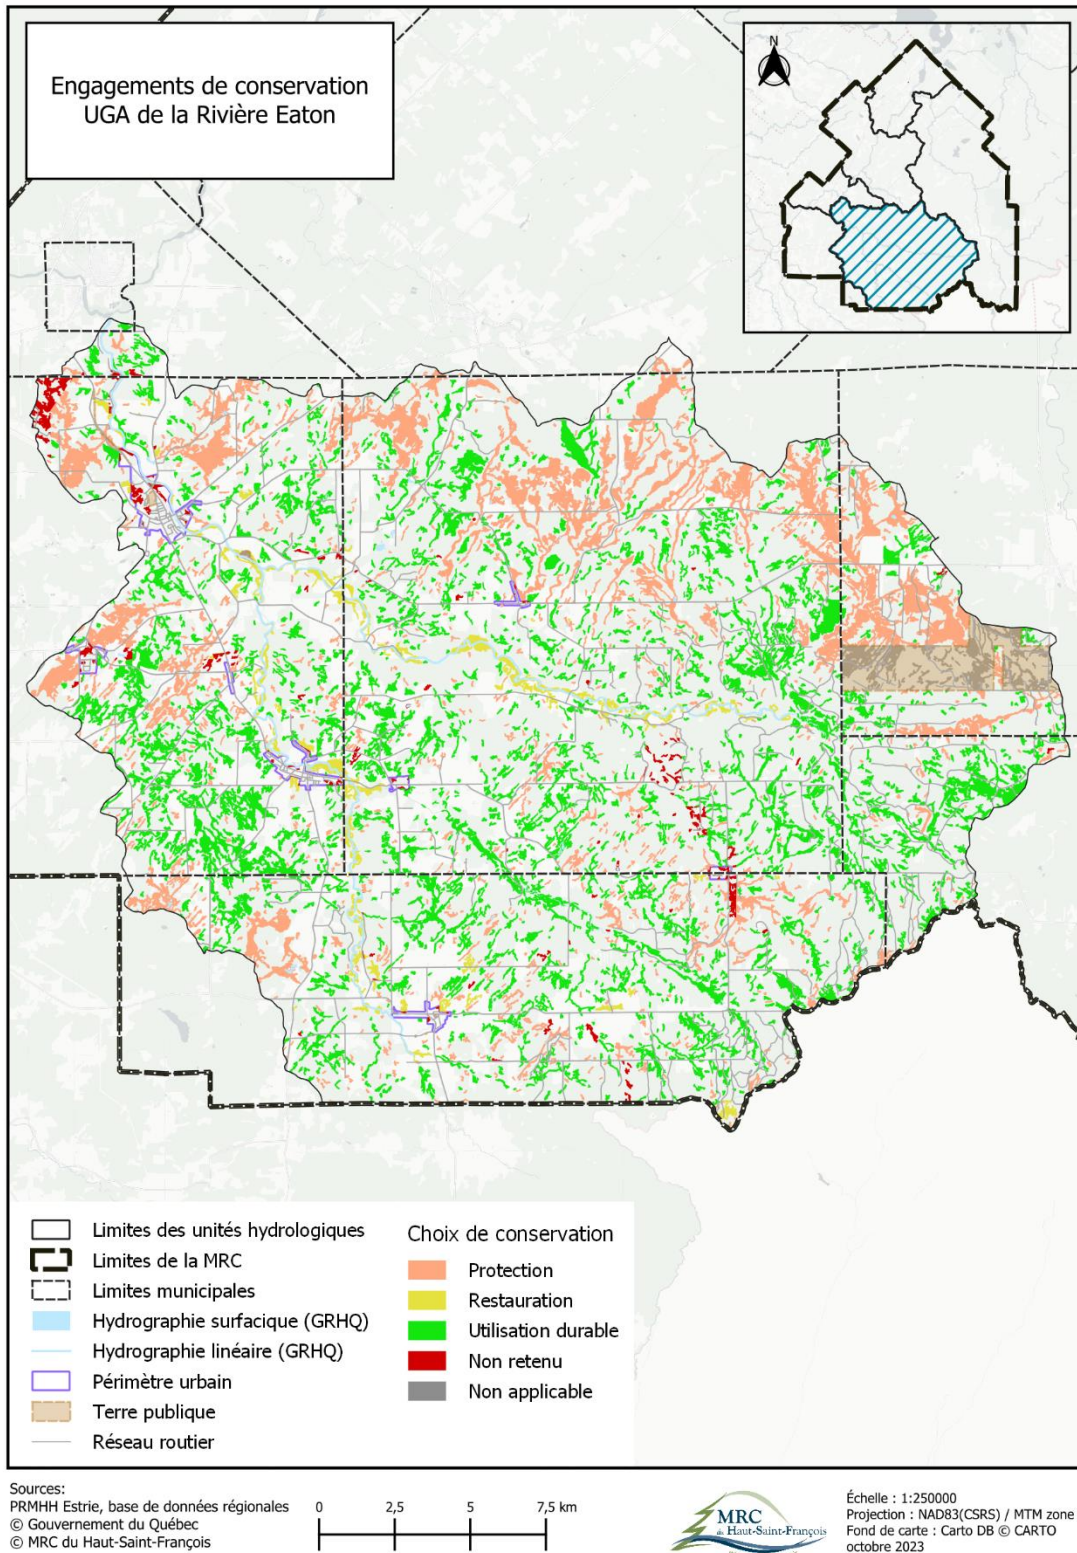 Engagements de conservation
UGA de la Rivière Eaton
N
Limites des unités hydrologiques
Limites de la MRC
Limites municipales
Hydrographie surfacique (GRHQ)
Hydrographie linéaire (GRHQ)
Périmètre urbain
Terre publique
Réseau routier
Choix de conservation
Protection
Restauration
Utilisation durable
Non retenu
Non applicable
Sources:
PRMHH Estrie, base de données régionales
© Gouvernement du Québec
© MRC du Haut-Saint-François
0 2,5 5 7,5 km
MRC
du Haut-Saint-François
Échelle : 1:250000
Projection : NAD83(CSRS) / MTM zone
Fond de carte : Carto DB © CARTO
octobre 2023